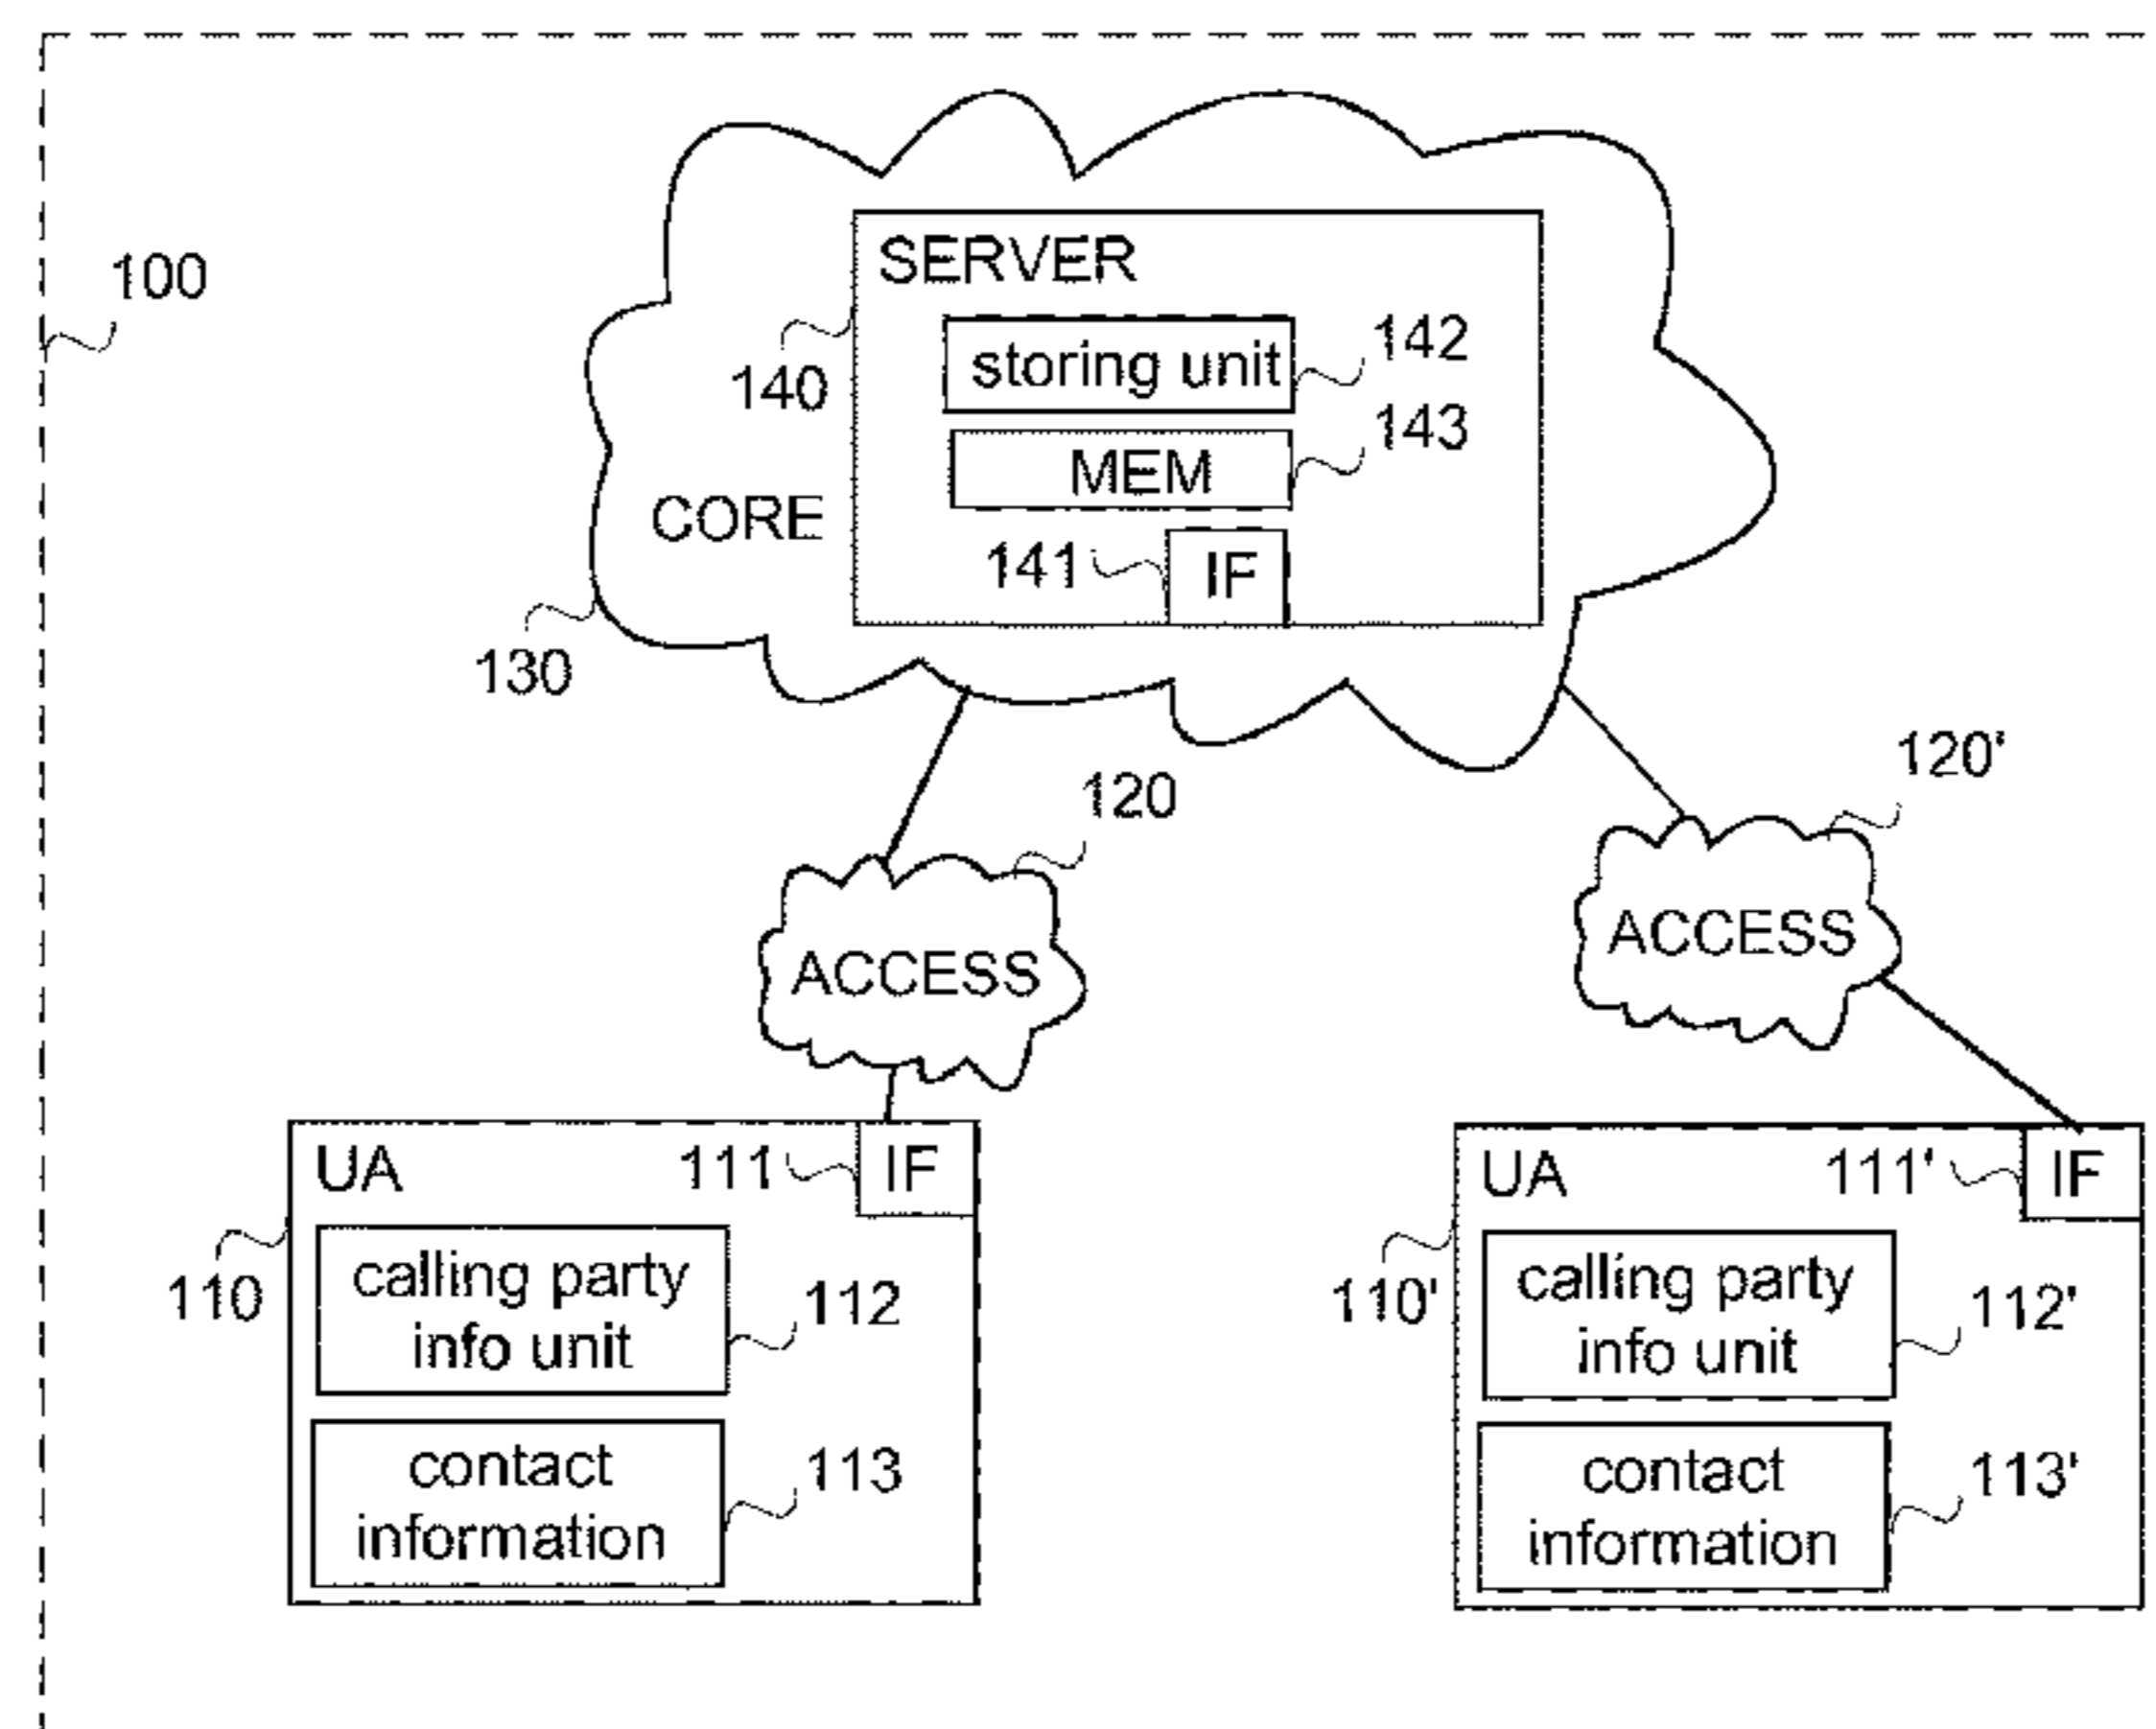 100
SERVER
storing unit
142
140
MEM
143
CORE
141
IF
130
120
120'
ACCESS
ACCESS
UA
111
IF
110
calling party
info unit
112
contact
information
113
UA
111'
IF
110'
calling party
info unit
112'
contact
information
113'